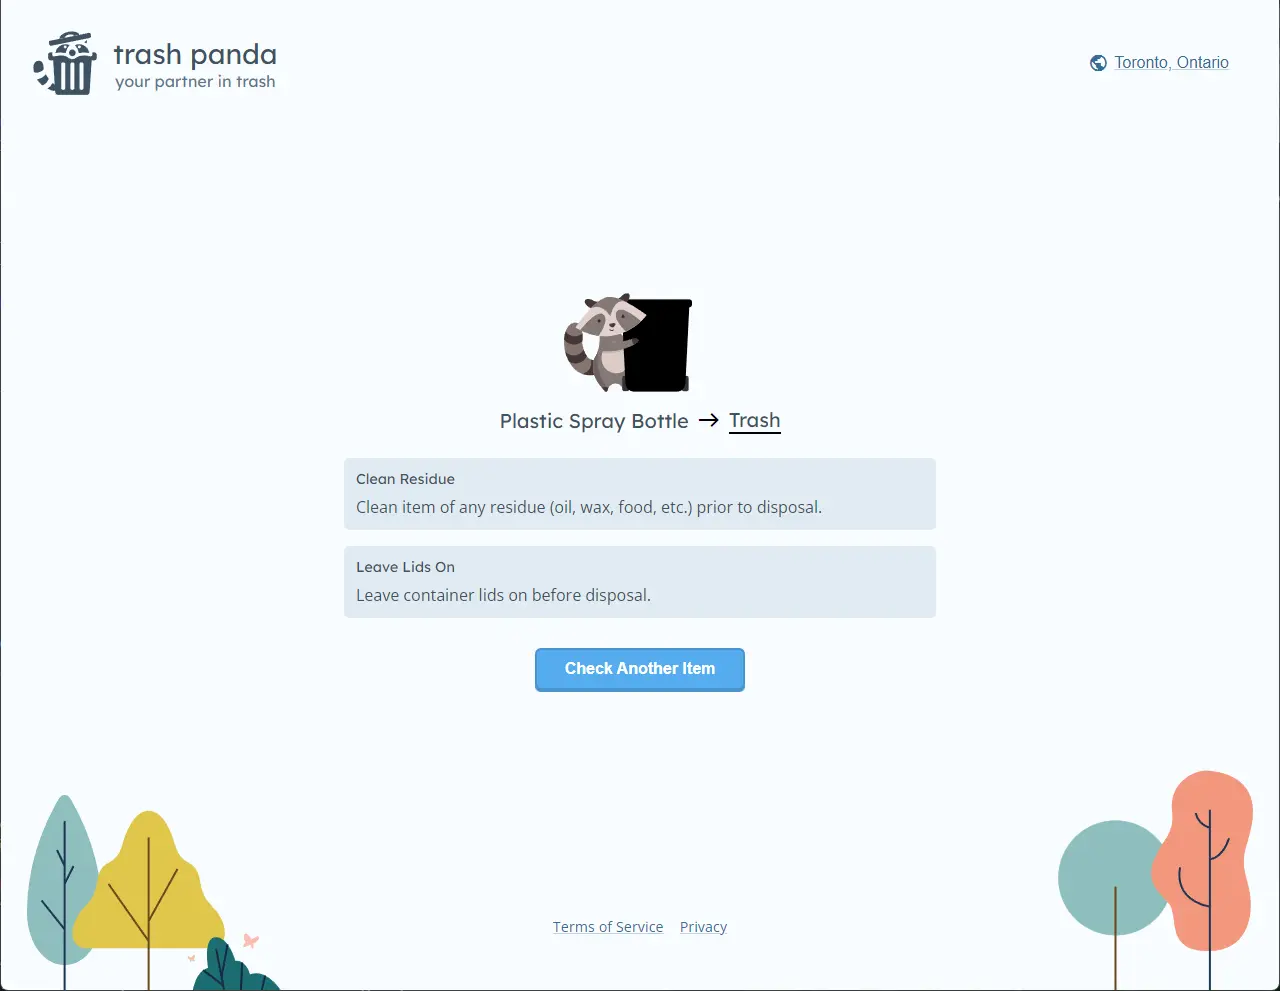 trash panda
your partner in trash
Toronto, Ontario
Plastic Spray Bottle → Trash
Clean Residue
Clean item of any residue (oil, wax, food, etc.) prior to disposal.
Leave Lids On
Leave container lids on before disposal.
Check Another Item
Terms of Service Privacy